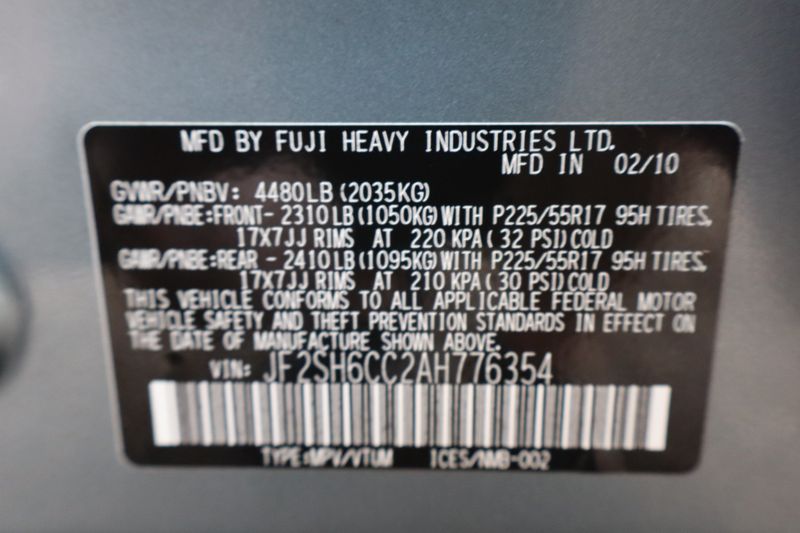 MFD BY FUJI HEAVY INDUSTRIES LTD.
MFD IN 02/10
GVWR/PNBV: 4480LB (2035KG)
GAWR/PNBE:FRONT- 2310 LB (1050KG) WITH P225/55R17 95H TIRES,
17X7JJ RIMS AT 220 KPA ( 32 PSI) COLD
GAWR/PNBE:REAR - 2410 LB (1095KG) WITH P225/55R17 95H TIRES,
17X7JJ RIMS AT 210 KPA ( 30 PSI) COLD
THIS VEHICLE CONFORMS TO ALL APPLICABLE FEDERAL MOTOR
VEHICLE SAFETY AND THEFT PREVENTION STANDARDS IN EFFECT ON
THE DATE OF MANUFACTURE SHOWN ABOVE.
VIN: JF2SH6CC2AH776354
TYPE:MPV/VTUM ICES/NMB-002